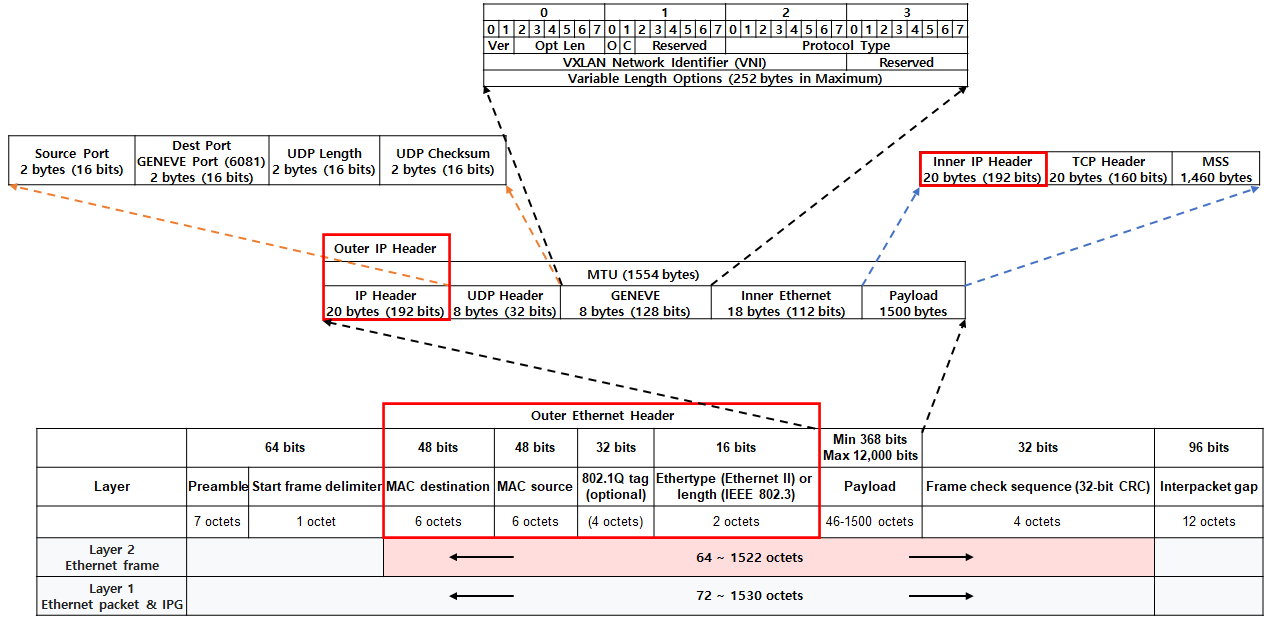 0 1 2 3
0 1 2 3 4 5 6 7 0 1 2 3 4 5 6 7 0 1 2 3 4 5 6 7 0 1 2 3 4 5 6 7
Ver Opt Len O C Reserved Protocol Type
VXLAN Network Identifier (VNI) Reserved
Variable Length Options (252 bytes in Maximum)
Source Port
2 bytes (16 bits)
Dest Port
GENEVE Port (6081)
2 bytes (16 bits)
UDP Length
2 bytes (16 bits)
UDP Checksum
2 bytes (16 bits)
Inner IP Header
20 bytes (192 bits)
TCP Header
20 bytes (160 bits)
MSS
1,460 bytes
Outer IP Header
MTU (1554 bytes)
IP Header
20 bytes (192 bits)
UDP Header
8 bytes (32 bits)
GENEVE
8 bytes (128 bits)
Inner Ethernet
18 bytes (112 bits)
Payload
1500 bytes
Outer Ethernet Header
64 bits
48 bits
48 bits
32 bits
16 bits
Min 368 bits
Max 12,000 bits
32 bits
96 bits
Layer
Preamble
Start frame delimiter
MAC destination
MAC source
802.1Q tag
(optional)
Ethertype (Ethernet II) or
length (IEEE 802.3)
Payload
Frame check sequence (32-bit CRC)
Interpacket gap
7 octets
1 octet
6 octets
6 octets
(4 octets)
2 octets
46-1500 octets
4 octets
12 octets
Layer 2
Ethernet frame
64 ~ 1522 octets
Layer 1
Ethernet packet & IPG
72 ~ 1530 octets